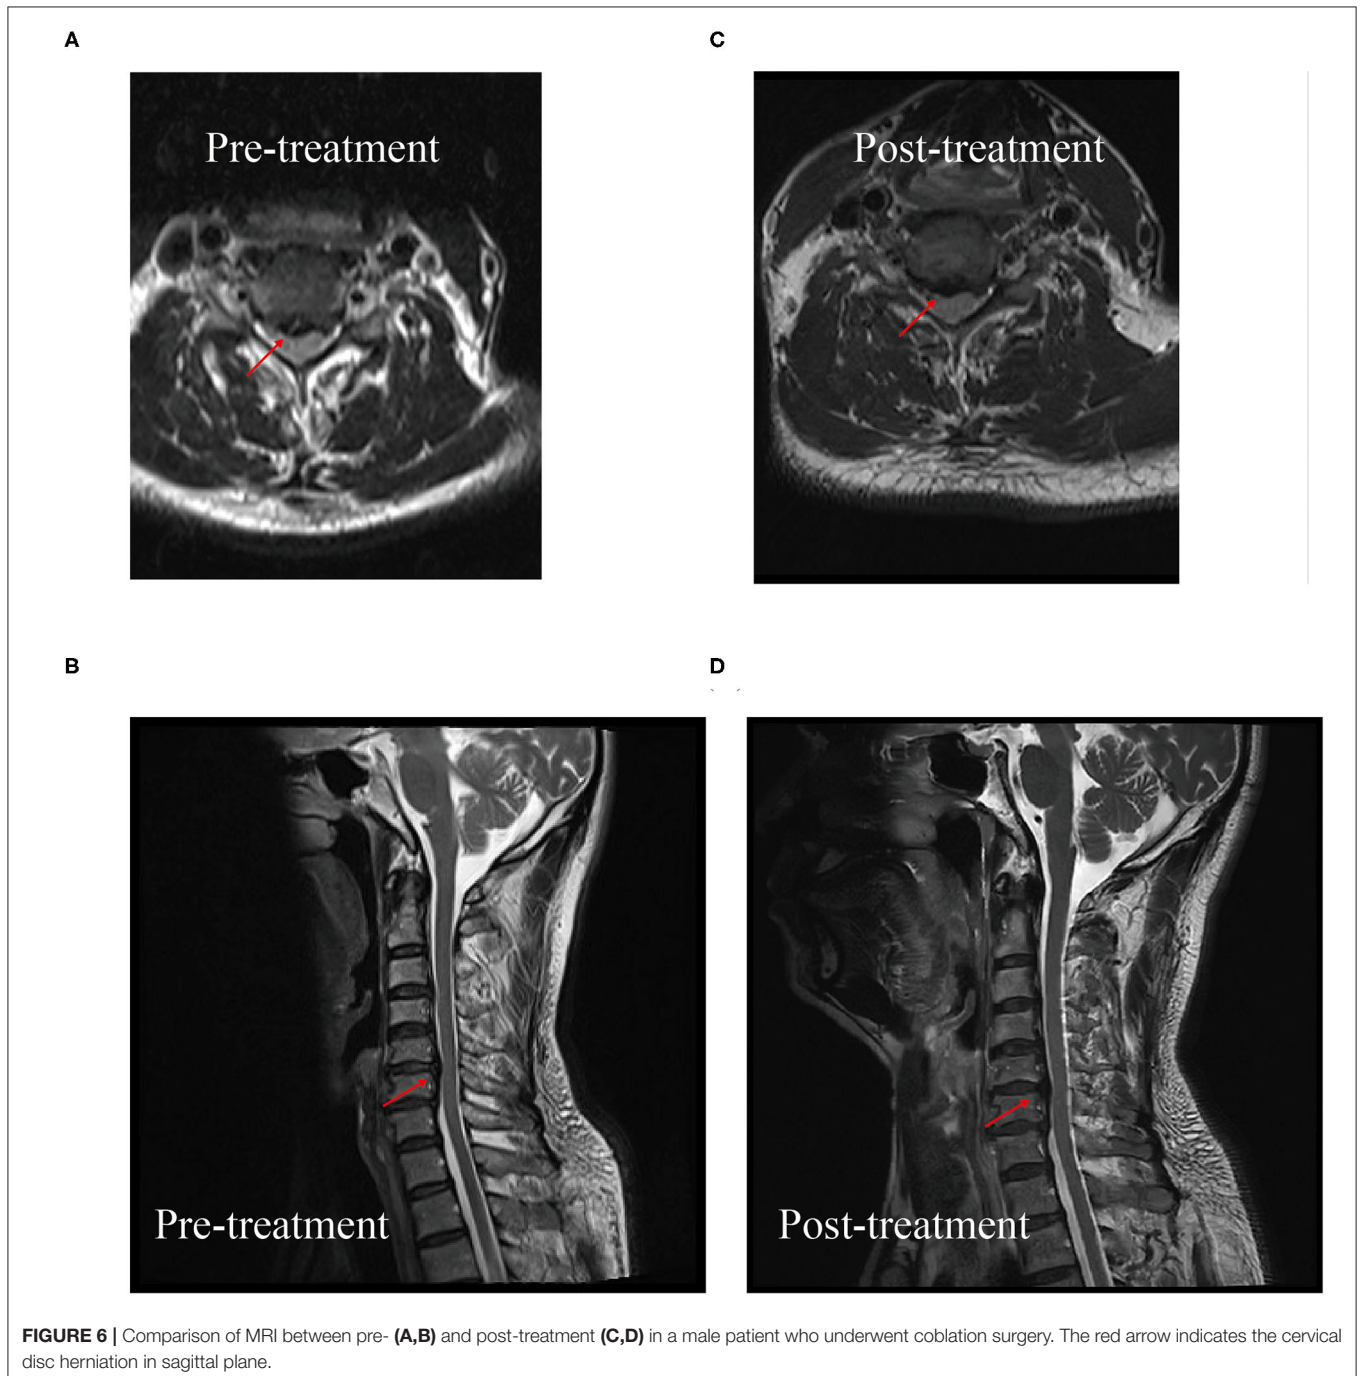 A
C
Pre-treatment
Post-treatment
B
D
Pre-treatment
Post-treatment
FIGURE 6 | Comparison of MRI between pre- (A,B) and post-treatment (C,D) in a male patient who underwent coblation surgery. The red arrow indicates the cervical
disc herniation in sagittal plane.